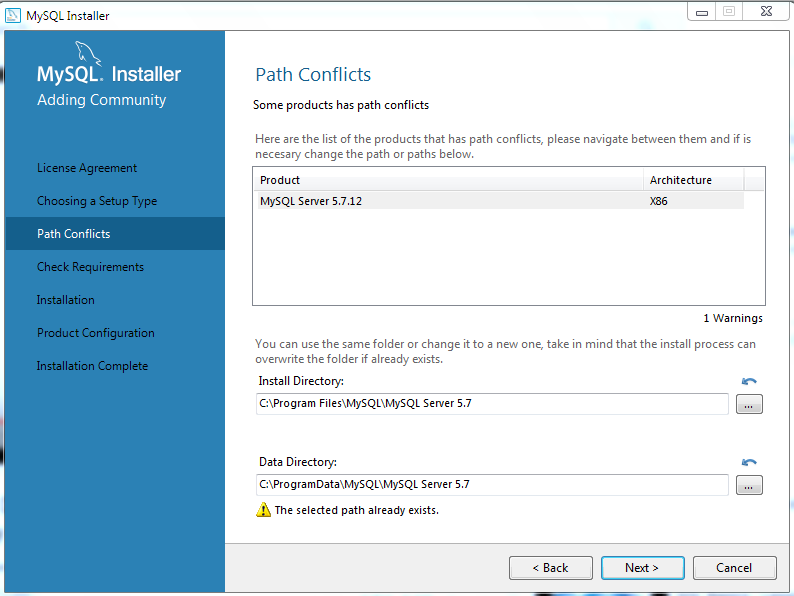 MySQL Installer
MySQL. Installer
Adding Community
License Agreement
Choosing a Setup Type
Path Conflicts
Check Requirements
Installation
Product Configuration
Installation Complete
Path Conflicts
Some products has path conflicts
Here are the list of the products that has path conflicts, please navigate between them and if is
necesary change the path or paths below.
Product Architecture
MySQL Server 5.7.12 X86
1 Warnings
You can use the same folder or change it to a new one, take in mind that the install process can
overwrite the folder if already exists.
Install Directory:
C:\Program Files\MySQL\MySQL Server 5.7
...
Data Directory:
C:\ProgramData\MySQL\MySQL Server 5.7
...
The selected path already exists.
< Back Next > Cancel